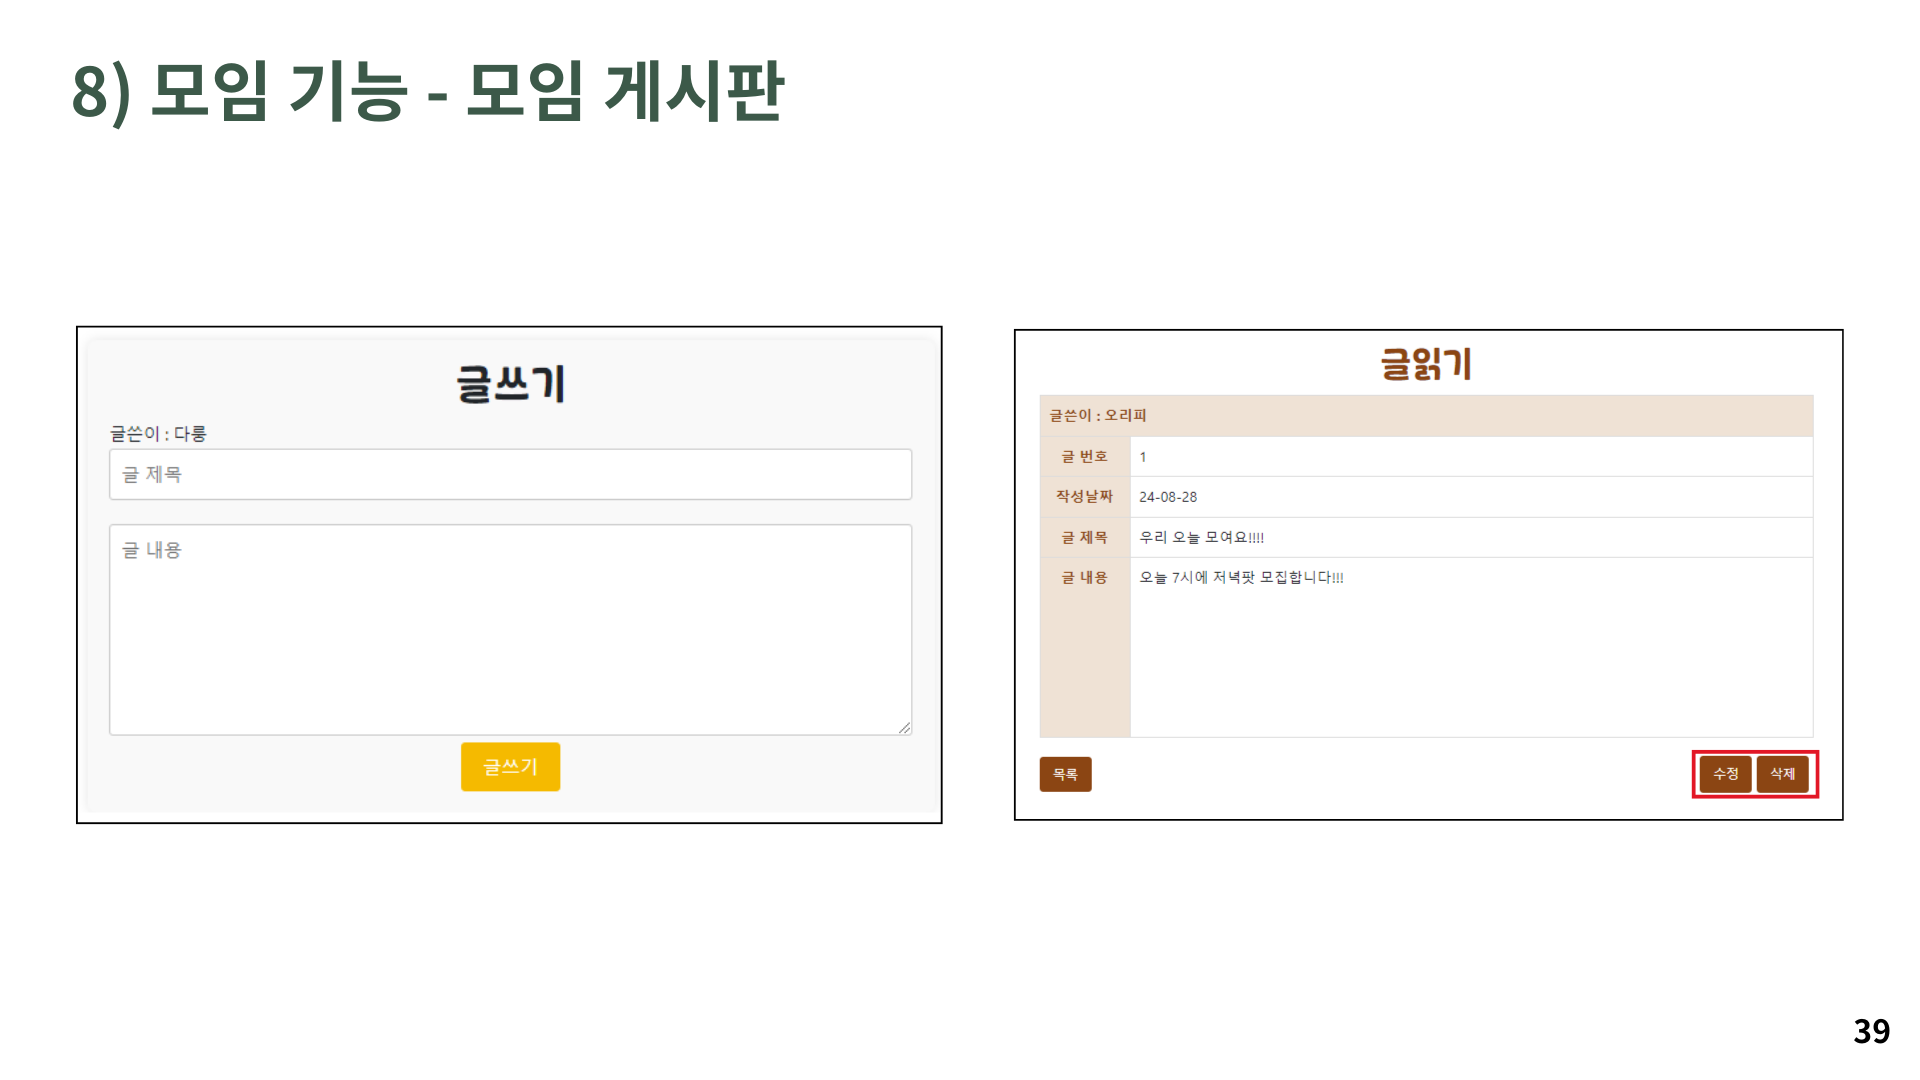 8) 모임 기능 - 모임 게시판
글쓰기
글쓴이 : 다룽
글 제목
글 내용
글쓰기
글읽기
글쓴이 : 오리피
글 번호 1
작성날짜 24-08-28
글 제목 우리 오늘 모여요!!!!
글 내용 오늘 7시에 저녁팟 모집합니다!!!
목록 수정 삭제
39